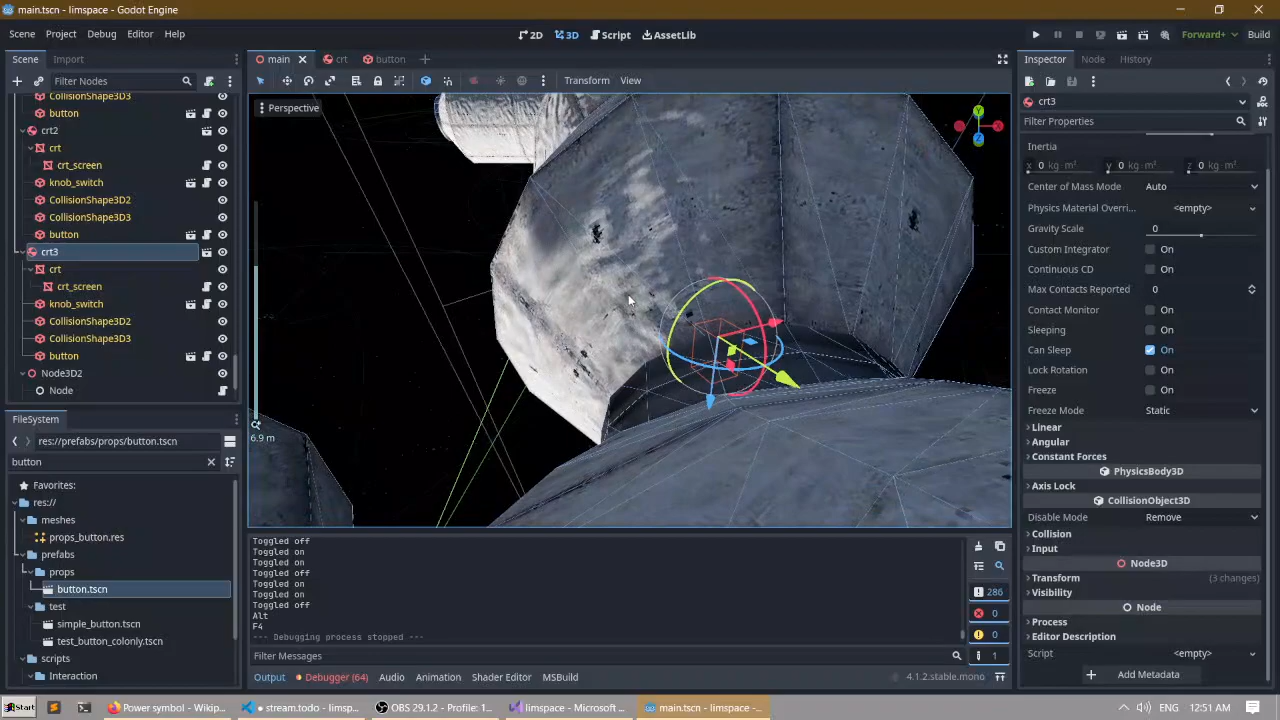 main.tscn - limspace - Godot Engine
Scene Project Debug Editor Help
2D 3D Script AssetLib
Forward+ Build
Scene Import
main crt button
Inspector Node History
Filter Nodes
Transform View
crt3
Filter Properties
Perspective
6.9 m
CollisionShape3D3
button
crt2
crt
crt_screen
knob_switch
CollisionShape3D2
CollisionShape3D3
button
crt3
crt
crt_screen
knob_switch
CollisionShape3D2
CollisionShape3D3
button
Node3D2
Node
FileSystem
res://prefabs/props/button.tscn
button
Favorites:
res://
meshes
props_button.res
prefabs
props
button.tscn
test
simple_button.tscn
test_button_colonly.tscn
scripts
Interaction
Toggled off
Toggled on
Toggled on
Toggled off
Toggled on
Toggled on
Toggled off
Alt
F4
--- Debugging process stopped ---
Filter Messages
286
0
0
1
Output Debugger (64) Audio Animation Shader Editor MSBuild
4.1.2.stable.mono
Inertia
x 0 kg m² y 0 kg m² z 0 kg m²
Center of Mass Mode Auto
Physics Material Overri... <empty>
Gravity Scale 0
Custom Integrator On
Continuous CD On
Max Contacts Reported 0
Contact Monitor On
Sleeping On
Can Sleep On
Lock Rotation On
Freeze On
Freeze Mode Static
Linear
Angular
Constant Forces
PhysicsBody3D
Axis Lock
CollisionObject3D
Disable Mode Remove
Collision
Input
Node3D
Transform (3 changes)
Visibility
Node
Process
Editor Description
Script <empty>
Add Metadata
Start Power symbol - Wikip... stream.todo - limsp... OBS 29.1.2 - Profile: 1... limspace - Microsoft ... main.tscn - limspace -... 12:51 AM